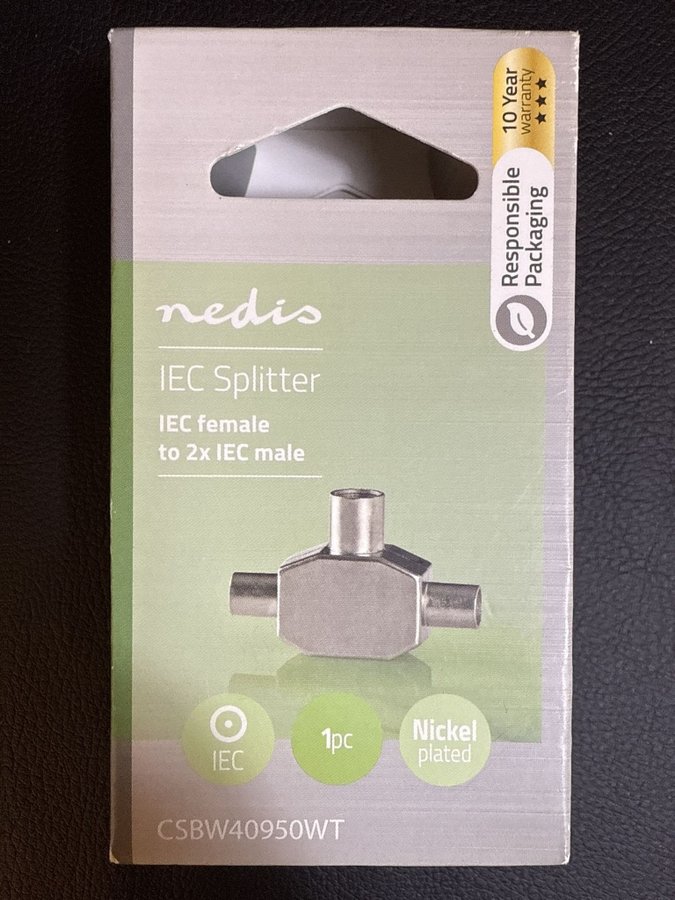 10 Year
warranty
Responsible
Packaging
nedis
IEC Splitter
IEC female
to 2x IEC male
IEC
1pc
Nickel
plated
CSBW40950WT